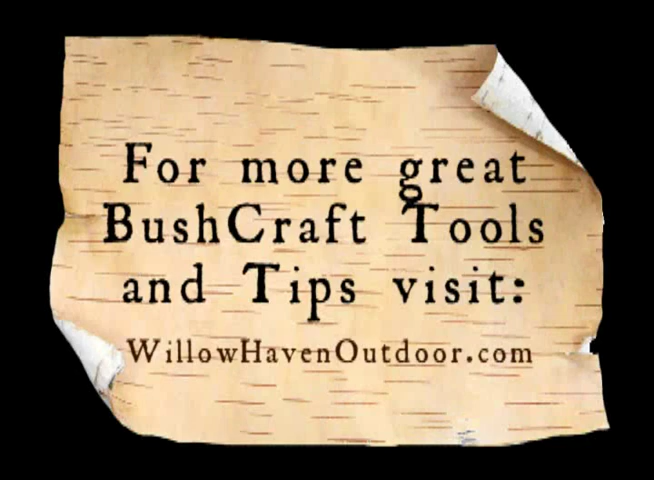 For more great
BushCraft Tools
and Tips visit:
WillowHavenOutdoor.com